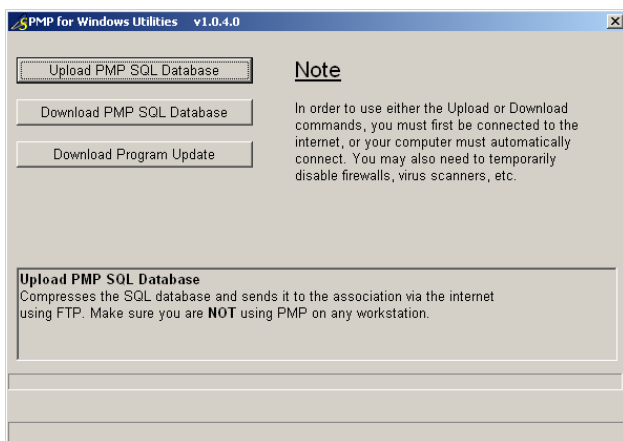 PMP for Windows Utilities v1.0.4.0
Upload PMP SQL Database
Download PMP SQL Database
Download Program Update
Note
In order to use either the Upload or Download
commands, you must first be connected to the
internet, or your computer must automatically
connect. You may also need to temporarily
disable firewalls, virus scanners, etc.
Upload PMP SQL Database
Compresses the SQL database and sends it to the association via the internet
using FTP. Make sure you are NOT using PMP on any workstation.